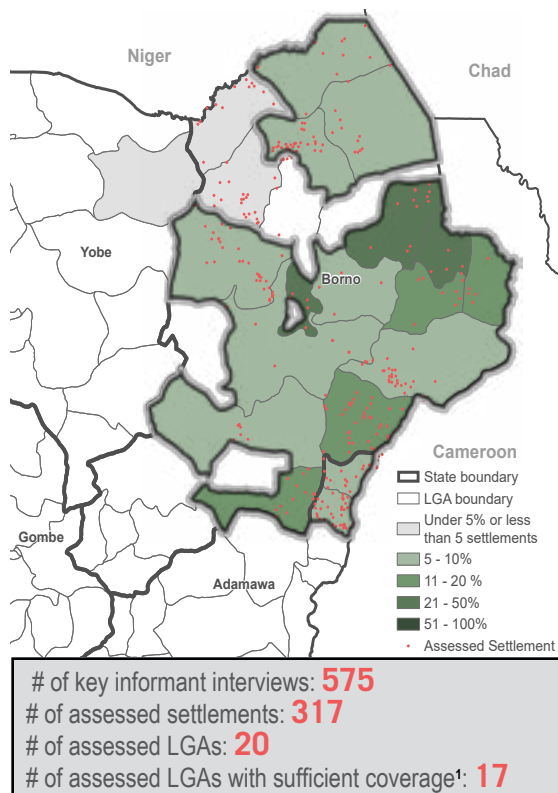 Niger
Chad
Yobe
Borno
Cameroon
State boundary
LGA boundary
Under 5% or less
than 5 settlements
5 - 10%
11 - 20 %
21 - 50%
51 - 100%
Assessed Settlement
Gombe
Adamawa
# of key informant interviews: 575
# of assessed settlements: 317
# of assessed LGAs: 20
# of assessed LGAs with sufficient coverage¹: 17